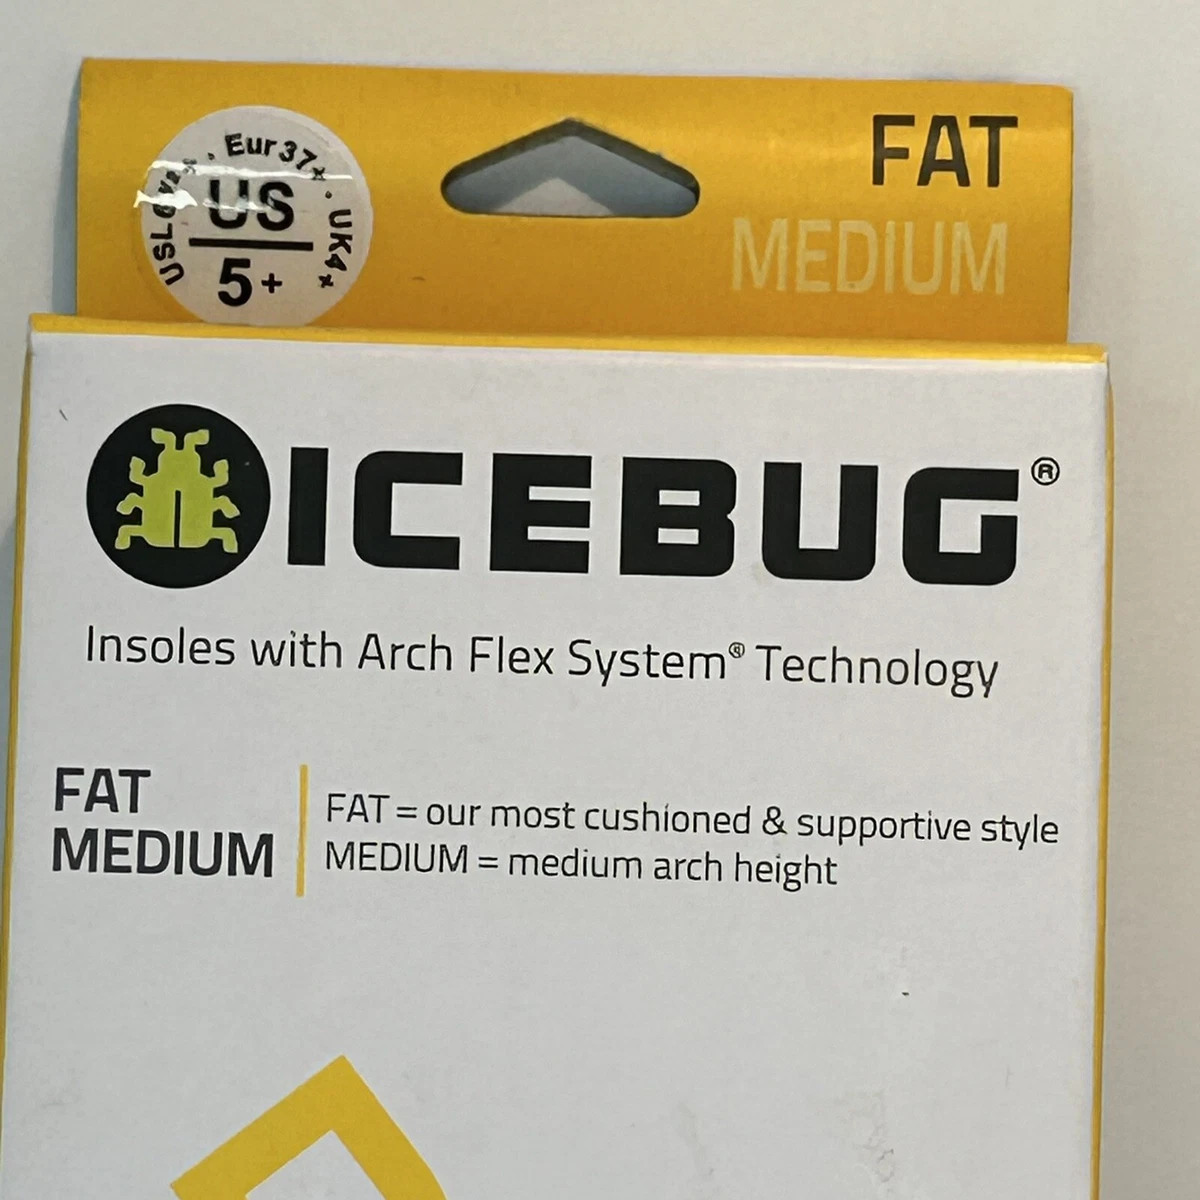 Eur 37
UK4
US
5+
FAT
MEDIUM
ICEBUG®
Insoles with Arch Flex System® Technology
FAT
MEDIUM
FAT = our most cushioned & supportive style
MEDIUM = medium arch height